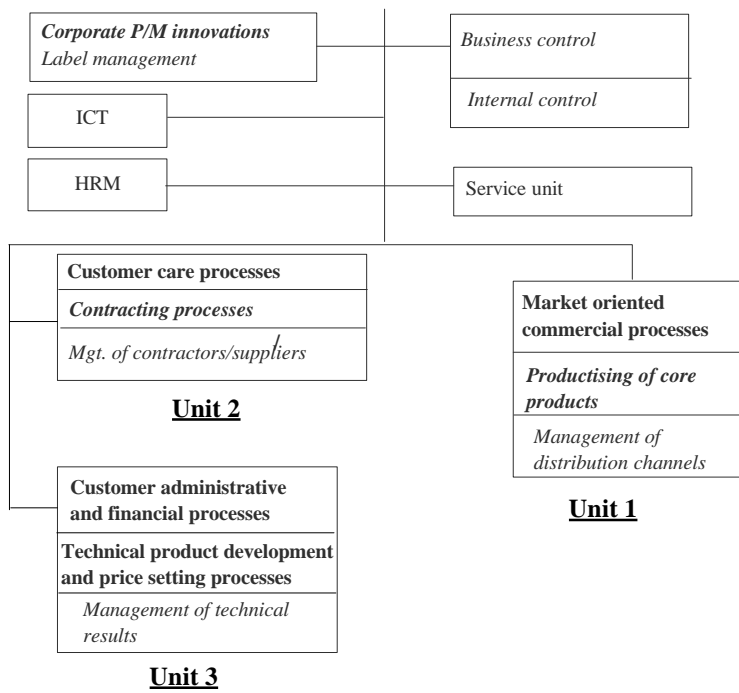 Corporate P/M innovations
Label management
Business control
Internal control
ICT
HRM
Service unit
Customer care processes
Contracting processes
Mgt. of contractors/suppliers
Unit 2
Market oriented
commercial processes
Productising of core
products
Management of
distribution channels
Unit 1
Customer administrative
and financial processes
Technical product development
and price setting processes
Management of technical
results
Unit 3